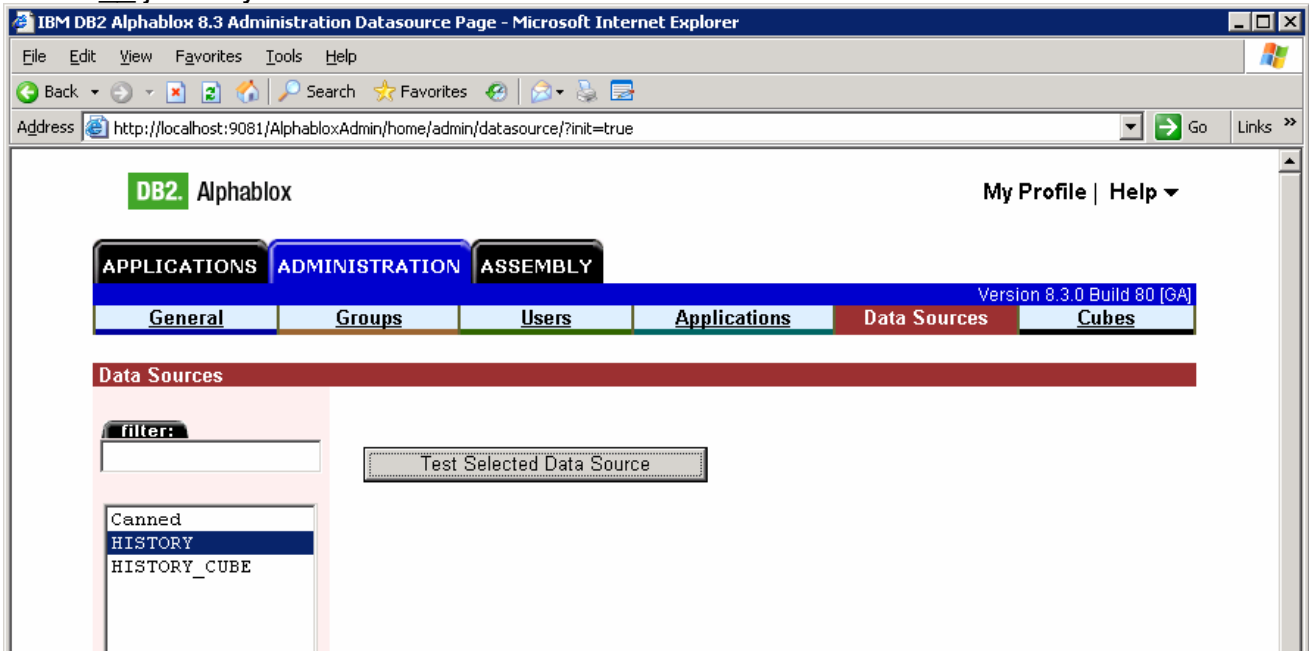 IBM DB2 Alphablox 8.3 Administration Datasource Page - Microsoft Internet Explorer
File Edit View Favorites Tools Help
Back Search Favorites
Address http://localhost:9081/AlphabloxAdmin/home/admin/datasource/?init=true Go Links »
DB2. Alphablox My Profile | Help
APPLICATIONS ADMINISTRATION ASSEMBLY
Version 8.3.0 Build 80 [GA]
General Groups Users Applications Data Sources Cubes
Data Sources
filter:
Test Selected Data Source
Canned
HISTORY
HISTORY_CUBE